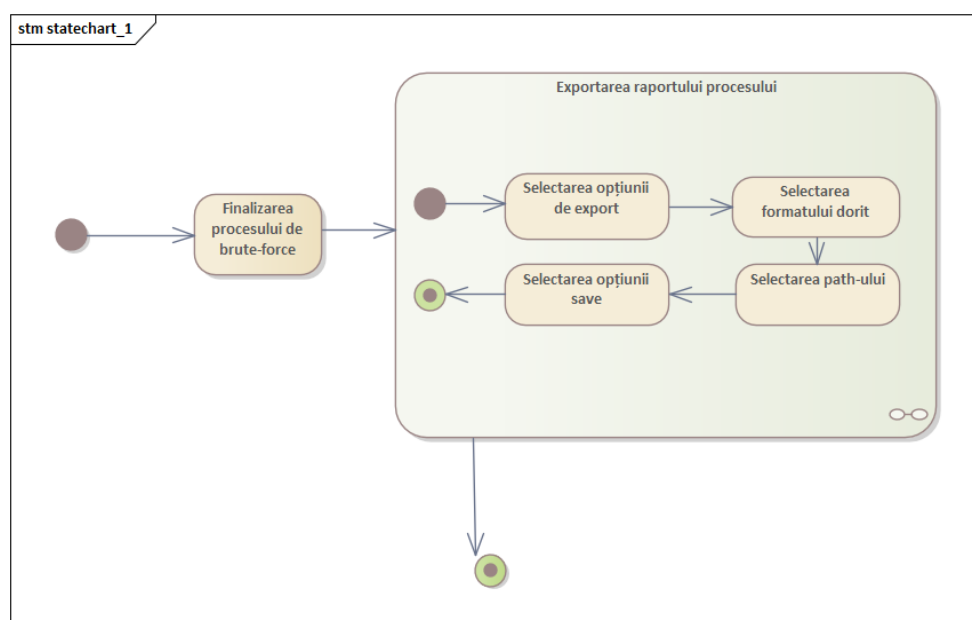 stm statechart_1
Exportarea raportului procesului
Finalizarea
procesului de
brute-force
Selectarea opțiunii
de export
Selectarea
formatului dorit
Selectarea opțiunii
save
Selectarea path-ului